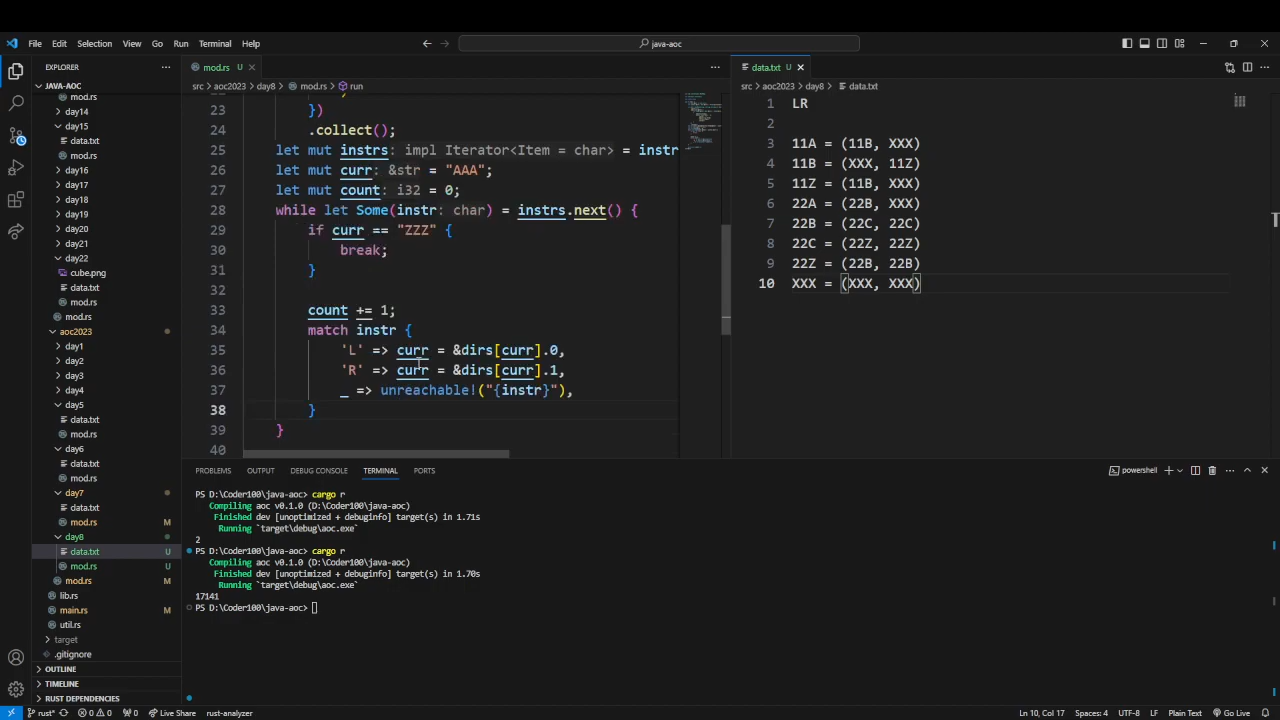 File Edit Selection View Go Run Terminal Help
java-aoc
EXPLORER
JAVA-AOC
mod.rs
day14
day15
data.txt
mod.rs
day16
day17
day18
day19
day20
day21
day22
cube.png
data.txt
mod.rs
mod.rs
aoc2023
day1
day2
day3
day4
day5
data.txt
mod.rs
day6
data.txt
mod.rs
day7
data.txt
mod.rs M
day8
data.txt U
mod.rs U
mod.rs
lib.rs
main.rs
util.rs
target
.gitignore
OUTLINE
TIMELINE
RUST DEPENDENCIES
mod.rs U
src > aoc2023 > day8 > mod.rs > run
23 })
24 .collect();
25 let mut instrs: impl Iterator<Item = char> = instr
26 let mut curr: &str = "AAA";
27 let mut count: i32 = 0;
28 while let Some(instr: char) = instrs.next() {
29 if curr == "ZZZ" {
30 break;
31 }
32
33 count += 1;
34 match instr {
35 'L' => curr = &dirs[curr].0,
36 'R' => curr = &dirs[curr].1,
37 _ => unreachable!("{instr}"),
38 }
39 }
40
data.txt U
src > aoc2023 > day8 > data.txt
1 LR
2
3 11A = (11B, XXX)
4 11B = (XXX, 11Z)
5 11Z = (11B, XXX)
6 22A = (22B, XXX)
7 22B = (22C, 22C)
8 22C = (22Z, 22Z)
9 22Z = (22B, 22B)
10 XXX = (XXX, XXX)
PROBLEMS OUTPUT DEBUG CONSOLE TERMINAL PORTS
powershell
PS D:\Coder100\java-aoc> cargo r
Compiling aoc v0.1.0 (D:\Coder100\java-aoc)
Finished dev [unoptimized + debuginfo] target(s) in 1.71s
Running `target\debug\aoc.exe`
2
PS D:\Coder100\java-aoc> cargo r
Compiling aoc v0.1.0 (D:\Coder100\java-aoc)
Finished dev [unoptimized + debuginfo] target(s) in 1.70s
Running `target\debug\aoc.exe`
17141
PS D:\Coder100\java-aoc>
rust* 0 0 0 Live Share rust-analyzer
Ln 10, Col 17 Spaces: 4 UTF-8 LF Plain Text Go Live